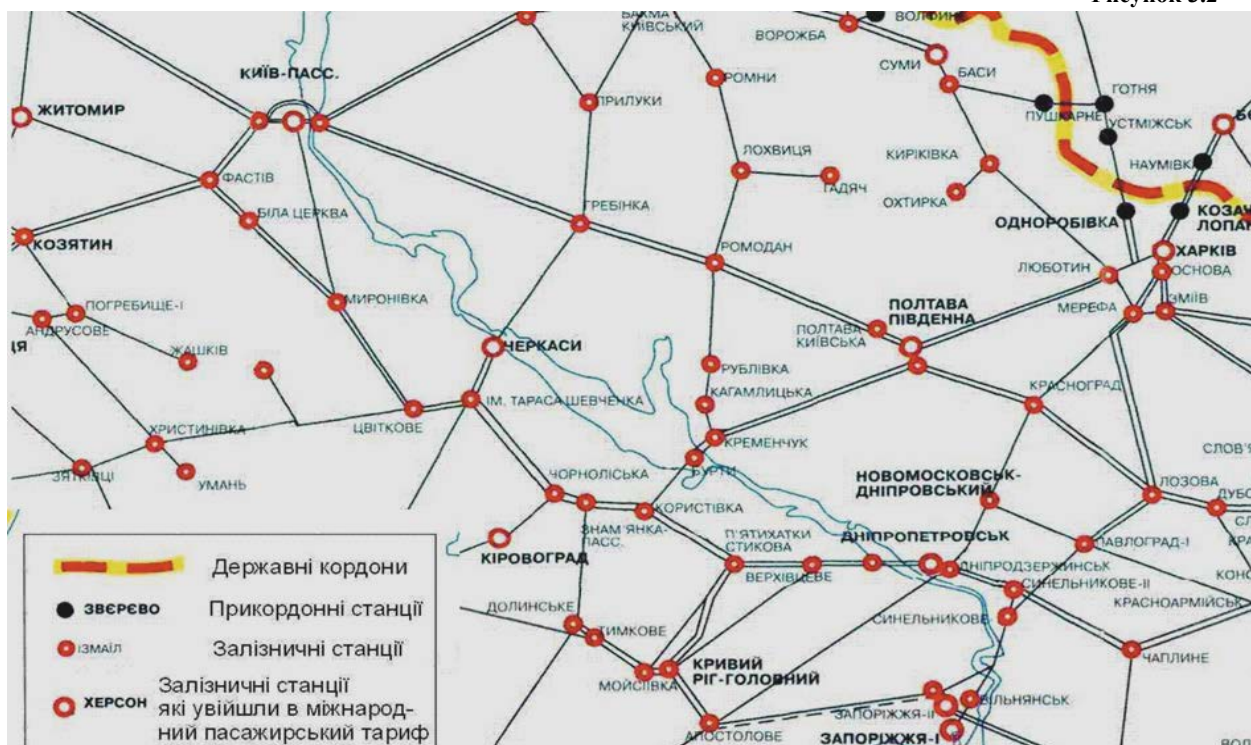 Рисунок 3.2
КИЇВСЬКИЙ
ВОРОЖБА
СУМИ
БАСИ
РОМНИ
ГОТНЯ
КИЇВ-ПАСС.
ЖИТОМИР
ПРИЛУКИ
ПУШКАРНЕ
УСТМІЖСЬК
НАУМІВКА
ЛОХВИЦЯ
ГАДЯЧ
КИРІКІВКА
ОХТИРКА
ФАСТІВ
БІЛА ЦЕРКВА
ГРЕБІНКА
КОЗЯТИН
РОМОДАН
ОДНОРОБІВКА
ХАРКІВ
ЛЮБОТИН
ОСНОВА
ЗМІЇВ
МЕРЕФА
ПОГРЕБИЩЕ-І
АНДРУСОВЕ
МИРОНІВКА
ПОЛТАВА
ПІВДЕННА
ПОЛТАВА
КИЇВСЬКА
ЖАШКІВ
ЧЕРКАСИ
РУБЛІВКА
КАГАМЛИЦЬКА
КРАСНОГРАД
ІМ. ТАРАСА ШЕВЧЕНКА
ЦВІТКОВЕ
ХРИСТИНІВКА
КРЕМЕНЧУК
БУРТИ
ЗЯТКІВЦІ
УМАНЬ
ЧОРНОЛІСЬКА
НОВОМОСКОВСЬК-
ДНІПРОВСЬКИЙ
ЛОЗОВА
КОРИСТІВКА
ЗНАМ'ЯНКА-
ПАСС.
КІРОВОГРАД
П'ЯТИХАТКИ
СТИКОВА
ДНІПРОПЕТРОВСЬК
ПАВЛОГРАД-І
ВЕРХІВЦЕВЕ
ДНІПРОДЗЕРЖИНСЬК
СИНЕЛЬНИКОВЕ-ІІ
КРАСНОАРМІЙСЬК
ДОЛИНСЬКЕ
ТИМКОВЕ
СИНЕЛЬНИКОВЕ-
ЧАПЛИНЕ
КРИВИЙ
РІГ-ГОЛОВНИЙ
МОЙСІЇВКА
ВІЛЬНЯНСЬК
ЗАПОРІЖЖЯ-ІІ
АПОСТОЛОВЕ
ЗАПОРІЖЖЯ-І
Державні кордони
ЗВЄРЄВО Прикордонні станції
ІЗМАЇЛ Залізничні станції
ХЕРСОН Залізничні станції
які увійшли в міжнарод-
ний пасажирський тариф